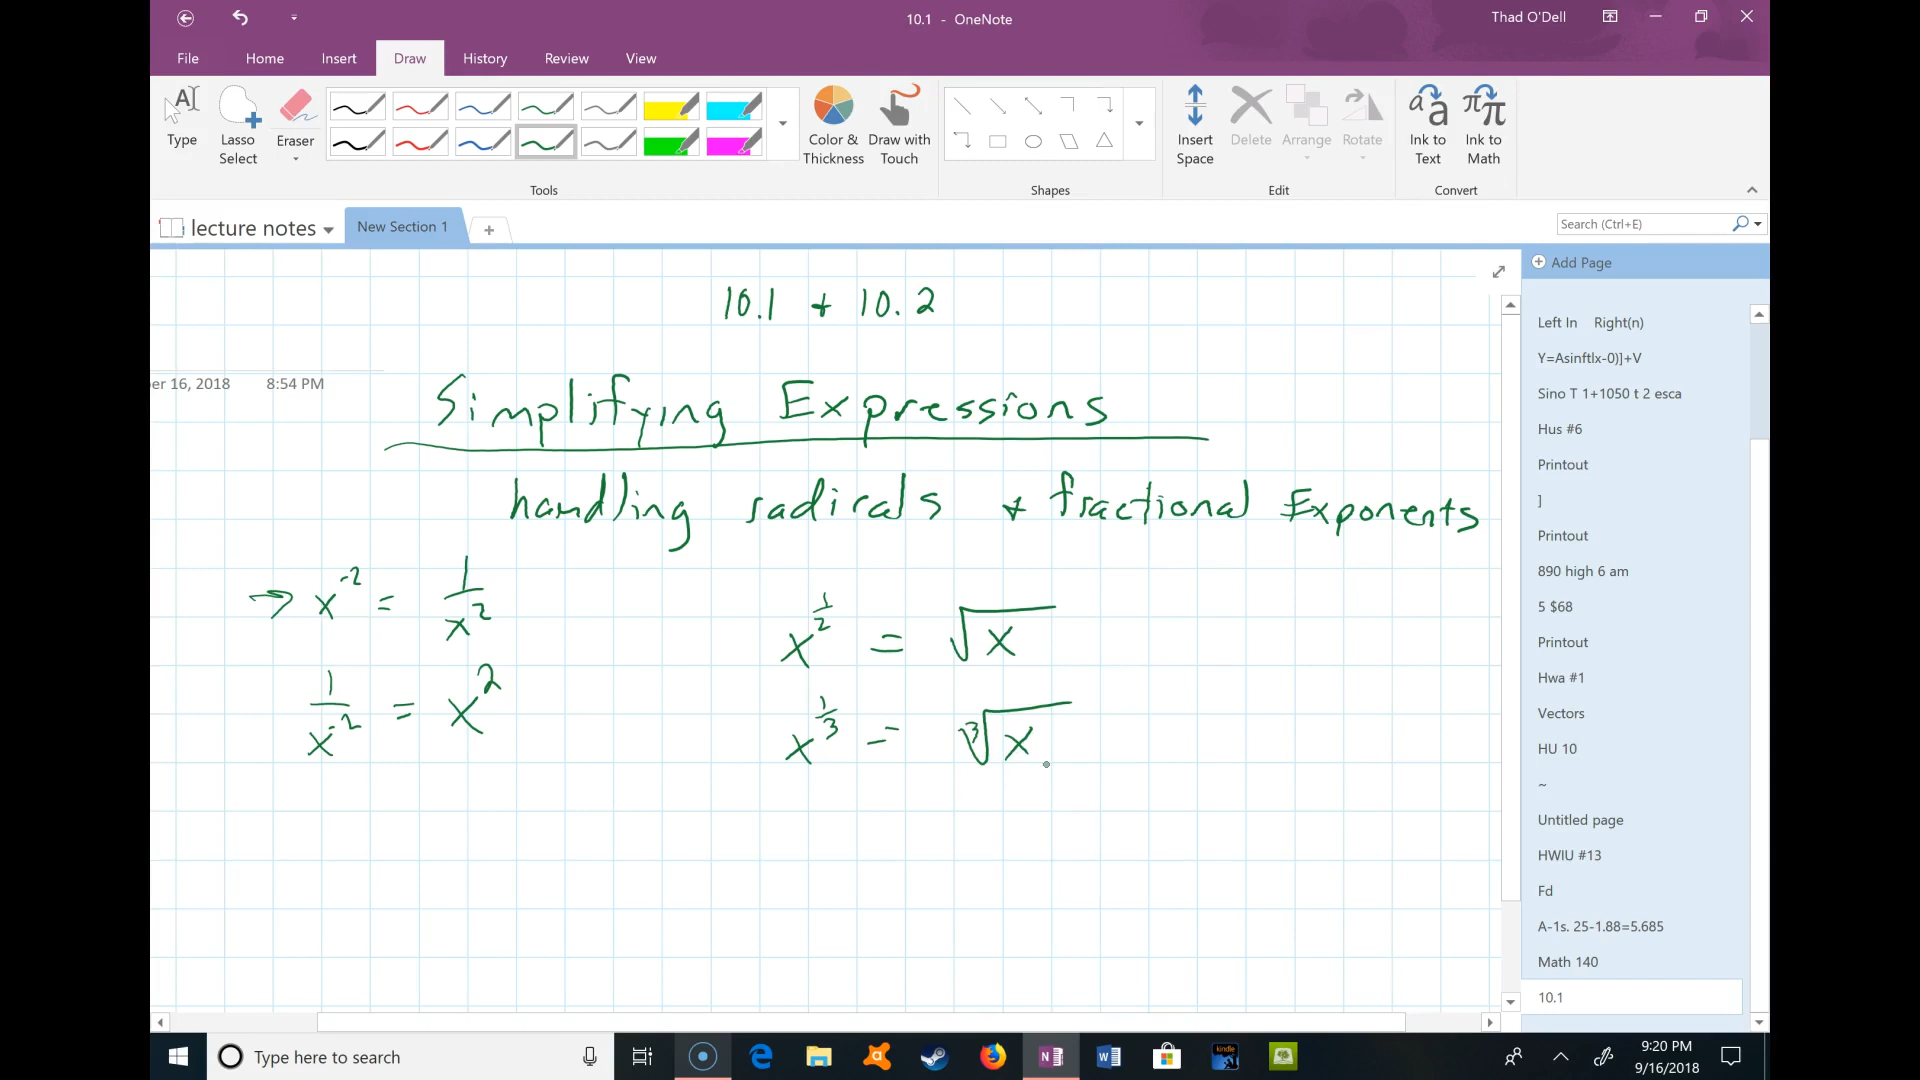 10.1 - OneNote
Thad O'Dell
File Home Insert Draw History Review View
Type
Lasso Select
Eraser
Color & Thickness
Draw with Touch
Insert Space
Delete
Arrange
Rotate
Ink to Text
Ink to Math
Tools
Shapes
Edit
Convert
lecture notes
New Section 1
Search (Ctrl+E)
10.1 + 10.2
er 16, 2018 8:54 PM
Simplifying Expressions
handling radicals + fractional Exponents
→ x^-2 = 1/x^2
1/x^-2 = x^2
x^1/2 = √x
x^1/3 = ∛x
Add Page
Left In Right(n)
Y=Asinftlx-0)]+V
Sino T 1+1050 t 2 esca
Hus #6
Printout
]
Printout
890 high 6 am
5 $68
Printout
Hwa #1
Vectors
HU 10
~
Untitled page
HWIU #13
Fd
A-1s. 25-1.88=5.685
Math 140
10.1
Type here to search
kindle
9:20 PM
9/16/2018